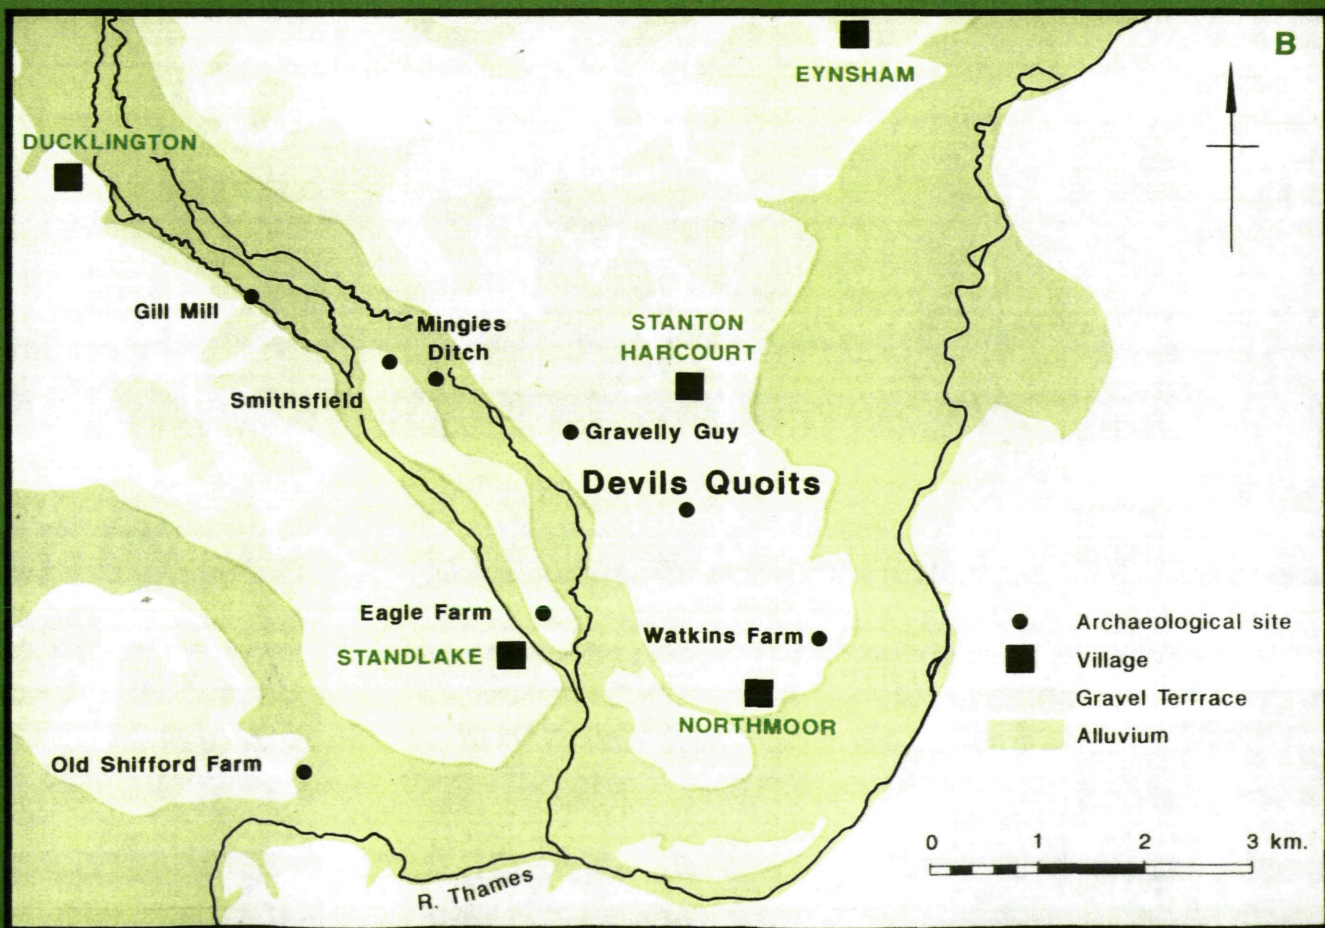 B
EYNSHAM
DUCKLINGTON
Gill Mill
Mingies
Ditch
STANTON
HARCOURT
Smithsfield
Gravelly Guy
Devils Quoits
Eagle Farm
Watkins Farm
STANDLAKE
NORTHMOOR
Old Shifford Farm
R. Thames
Archaeological site
Village
Gravel Terrrace
Alluvium
0 1 2 3 km.